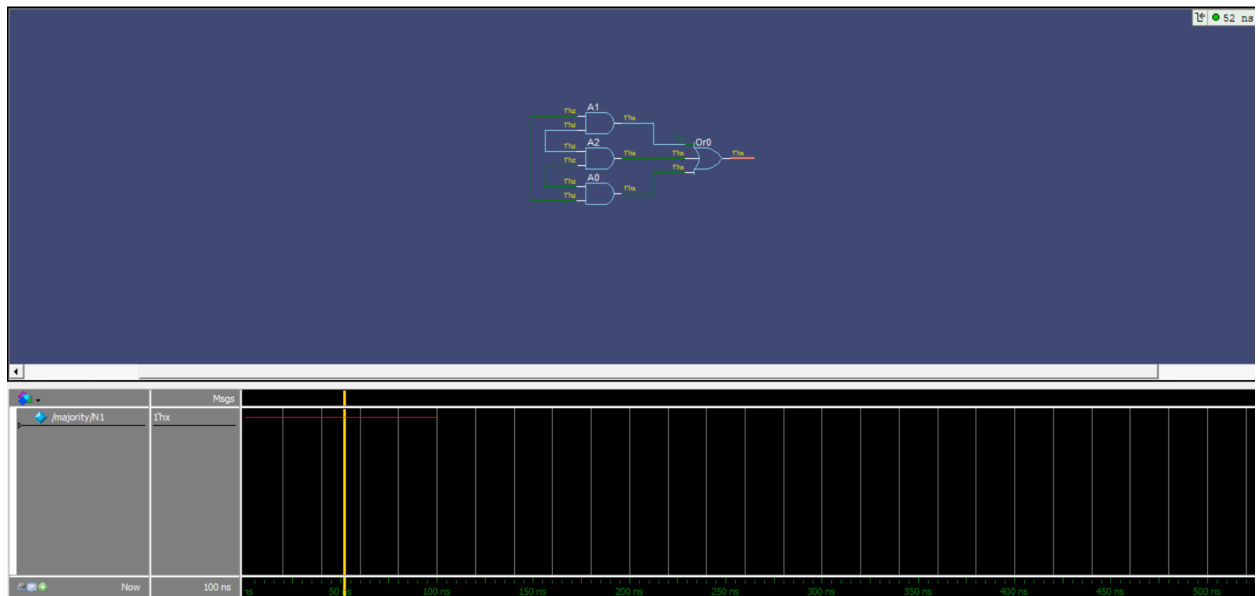 52 ns
1'hz A1
1'hz 1'hx
1'hz A2 Or0
1'hz 1'hx 1'hx 1'hx
1'hz A0
1'hz 1'hx
Msgs
/majority/N1 1'hx
Now 100 ns
ns 50 ns 100 ns 150 ns 200 ns 250 ns 300 ns 350 ns 400 ns 450 ns 500 ns